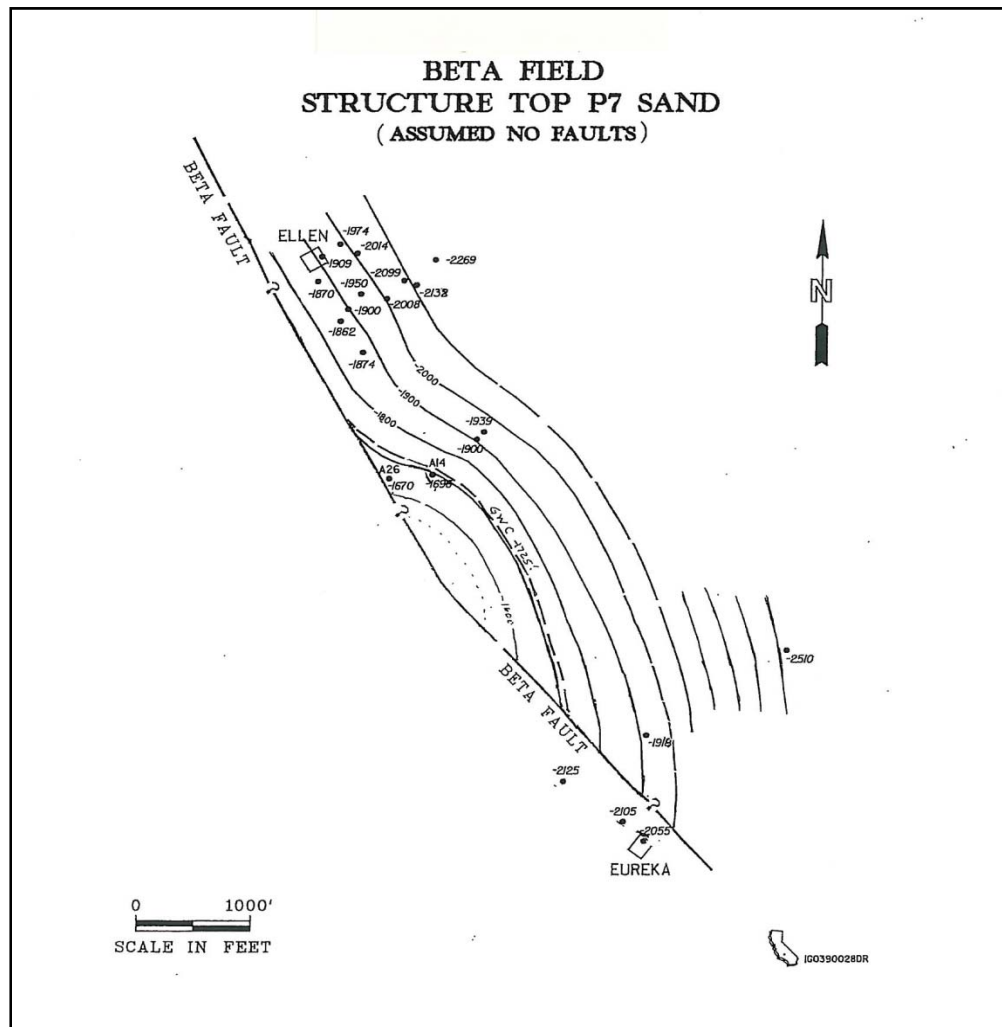 BETA FIELD
STRUCTURE TOP P7 SAND
(ASSUMED NO FAULTS)
BETA FAULT
ELLEN
-1974
-2014
-1909
-2269
-2099
-1870
-1950
-2138
-2008
-1900
-1862
N
-1874
-2000
-1900
-1800
-1939
-1900
A26
A14
-1670
-1698
?
?
GWC -1725'
-1600
-2510
BETA FAULT
-1918
-2125
?
-2105
-2055
EUREKA
0 1000'
SCALE IN FEET
IG0390028DR